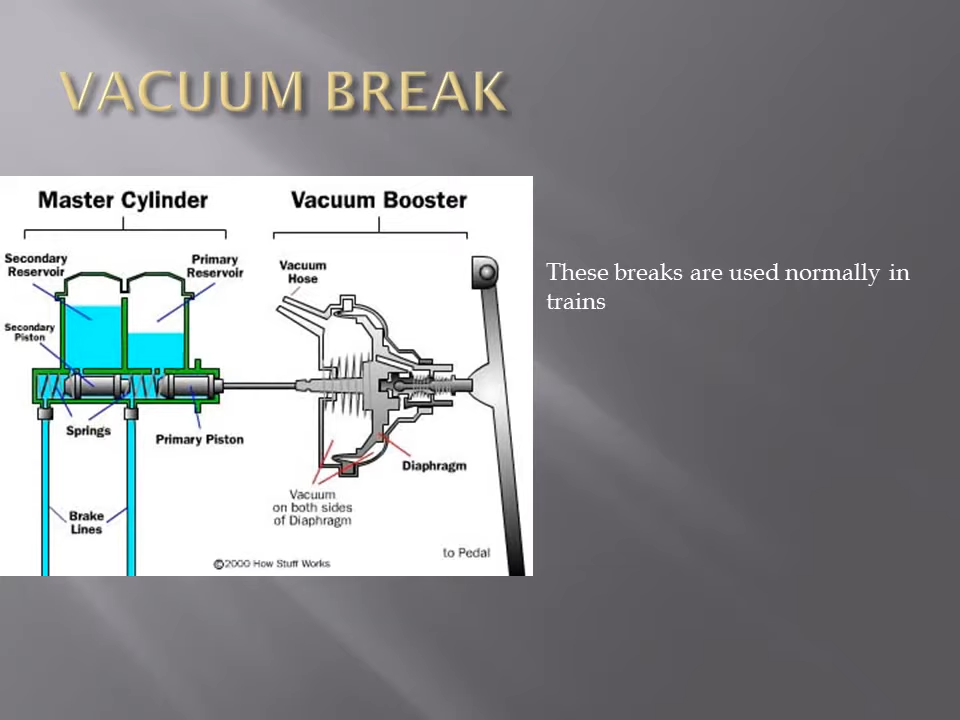 VACUUM BREAK
Master Cylinder
Vacuum Booster
Secondary
Reservoir
Primary
Reservoir
Vacuum
Hose
Secondary
Piston
Springs
Primary Piston
Diaphragm
Vacuum
on both sides
of Diaphragm
Brake
Lines
to Pedal
©2000 How Stuff Works
These breaks are used normally in
trains